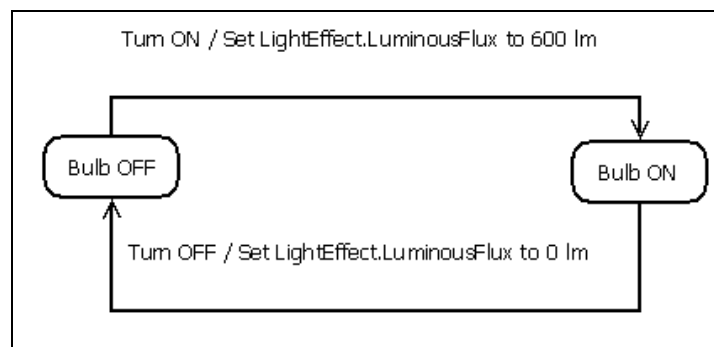 Turn ON / Set LightEffect.LuminousFlux to 600 lm
Bulb OFF
Bulb ON
Turn OFF / Set LightEffect.LuminousFlux to 0 lm